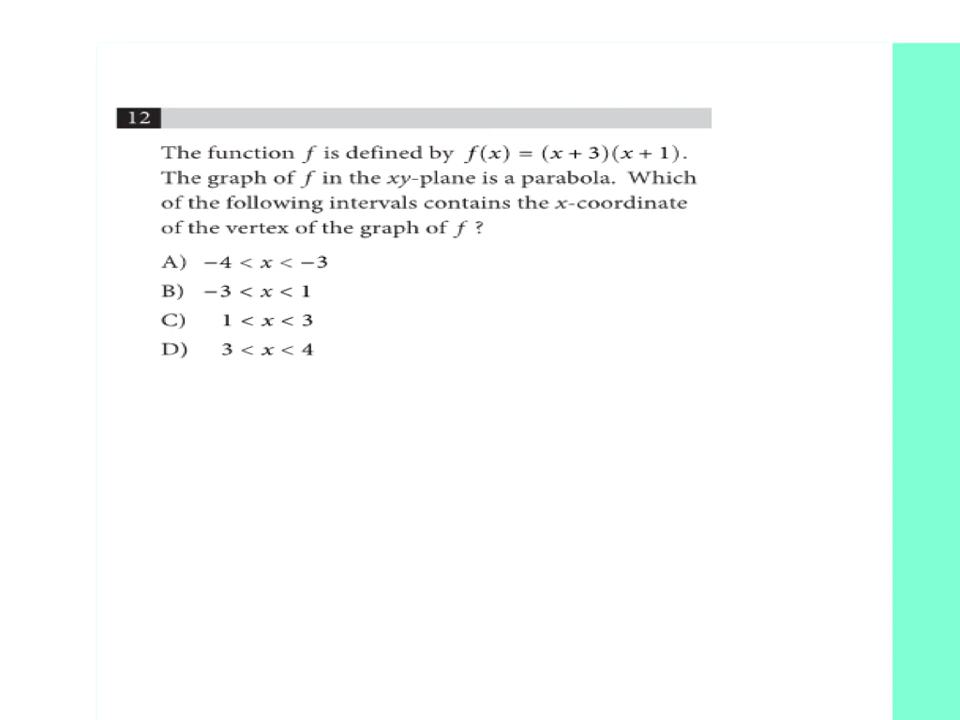 12
The function f is defined by f(x) = (x + 3)(x + 1).
The graph of f in the xy-plane is a parabola. Which
of the following intervals contains the x-coordinate
of the vertex of the graph of f ?
A) −4 < x < −3
B) −3 < x < 1
C) 1 < x < 3
D) 3 < x < 4